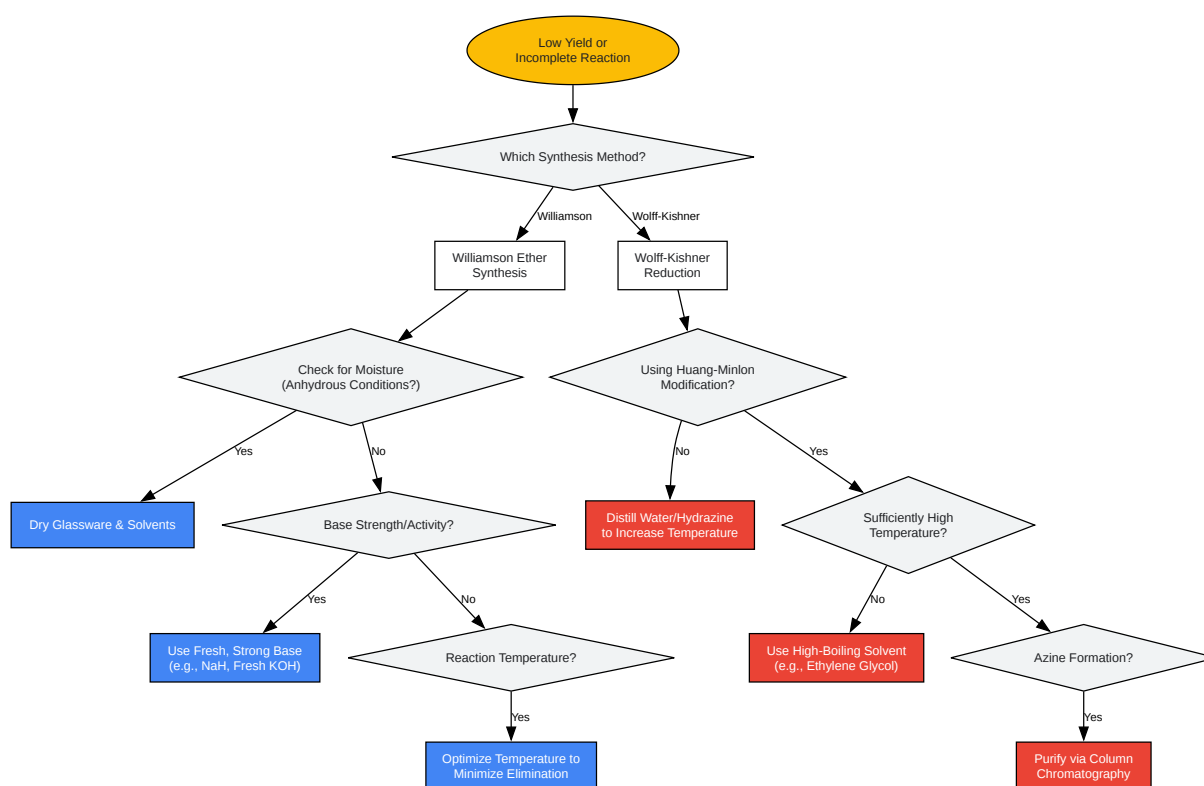 Low Yield or
Incomplete Reaction
Which Synthesis Method?
Williamson
Wolff-Kishner
Williamson Ether
Synthesis
Wolff-Kishner
Reduction
Check for Moisture
(Anhydrous Conditions?)
Using Huang-Minlon
Modification?
Yes
No
No
Yes
Dry Glassware & Solvents
Base Strength/Activity?
Distill Water/Hydrazine
to Increase Temperature
Sufficiently High
Temperature?
Yes
No
No
Yes
Use Fresh, Strong Base
(e.g., NaH, Fresh KOH)
Reaction Temperature?
Use High-Boiling Solvent
(e.g., Ethylene Glycol)
Azine Formation?
Yes
Yes
Optimize Temperature to
Minimize Elimination
Purify via Column
Chromatography